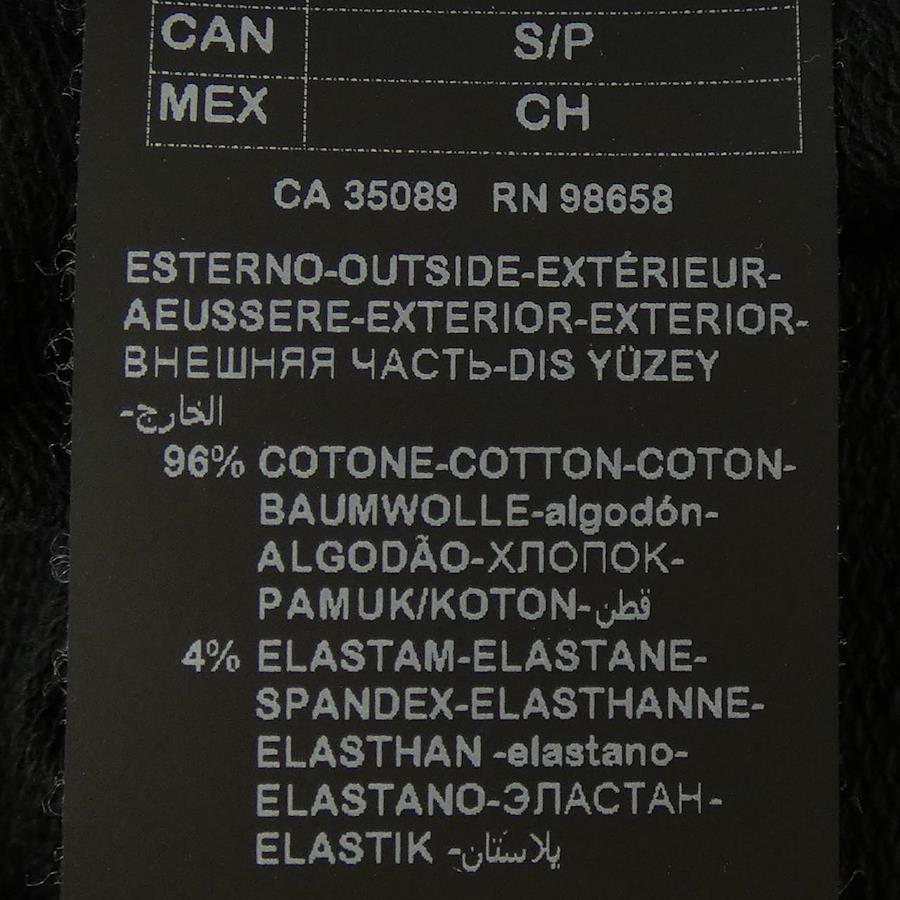 CAN S/P
MEX CH
CA 35089 RN 98658
ESTERNO-OUTSIDE-EXTÉRIEUR-
AEUSSERE-EXTERIOR-EXTERIOR-
ВНЕШНЯЯ ЧАСТЬ-DIS YÜZEY
-الخارج
96% COTONE-COTTON-COTON-
BAUMWOLLE-algodón-
ALGODÃO-ХЛОПОК-
PAMUK/KOTON-قطن
4% ELASTAM-ELASTANE-
SPANDEX-ELASTHANNE-
ELASTHAN -elastano-
ELASTANO-ЭЛАСТАН-
ELASTIK -يلاستان